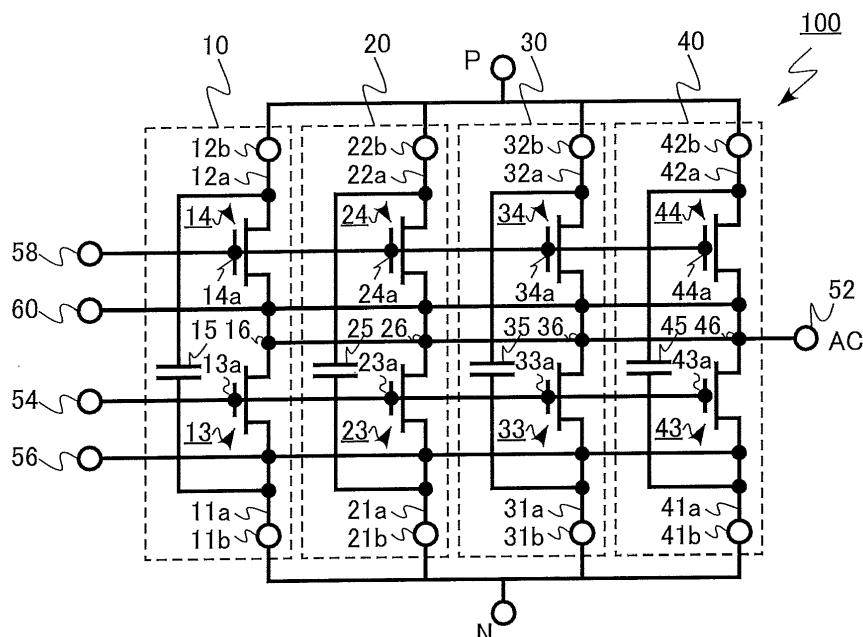 100
10 20 30 40
P
12b 22b 32b 42b
12a 22a 32a 42a
14 24 34 44
58
14a 24a 34a 44a
60
52
15 16 25 26 35 36 45 46
AC
13a 23a 33a 43a
54
13 23 33 43
56
11a 21a 31a 41a
11b 21b 31b 41b
N